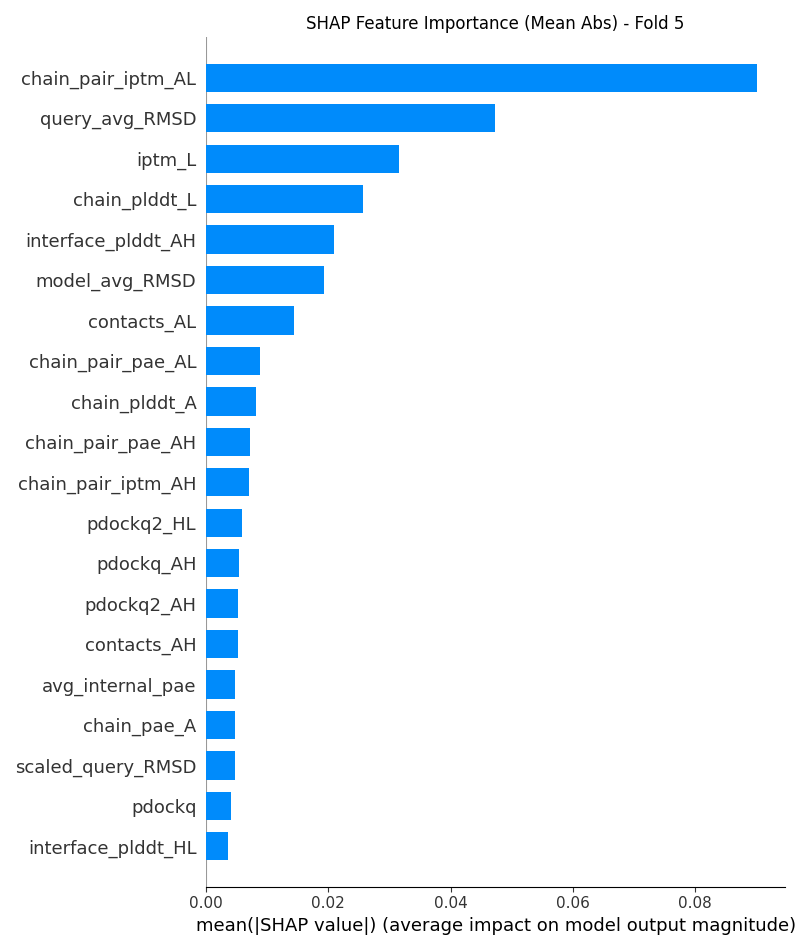 SHAP Feature Importance (Mean Abs) - Fold 5
chain_pair_iptm_AL
query_avg_RMSD
iptm_L
chain_plddt_L
interface_plddt_AH
model_avg_RMSD
contacts_AL
chain_pair_pae_AL
chain_plddt_A
chain_pair_pae_AH
chain_pair_iptm_AH
pdockq2_HL
pdockq_AH
pdockq2_AH
contacts_AH
avg_internal_pae
chain_pae_A
scaled_query_RMSD
pdockq
interface_plddt_HL
0.00 0.02 0.04 0.06 0.08
mean(|SHAP value|) (average impact on model output magnitude)